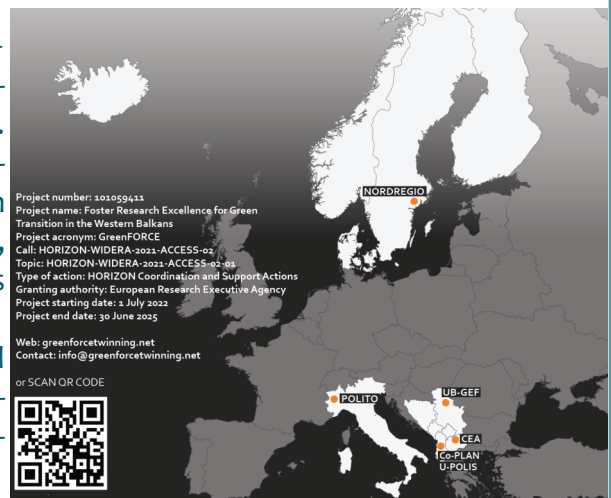 Project number: 101059411
Project name: Foster Research Excellence for Green
Transition in the Western Balkans
Project acronym: GreenFORCE
Call: HORIZON-WIDERA-2021-ACCESS-02
Topic: HORIZON-WIDERA-2021-ACCESS-02-01
Type of action: HORIZON Coordination and Support Actions
Granting authority: European Research Executive Agency
Project starting date: 1 July 2022
Project end date: 30 June 2025
Web: greenforcetwinning.net
Contact: info@greenforcetwinning.net
or SCAN QR CODE
NORDREGIO
POLITO
UB-GEF
CEA
Co-PLAN
U-POLIS